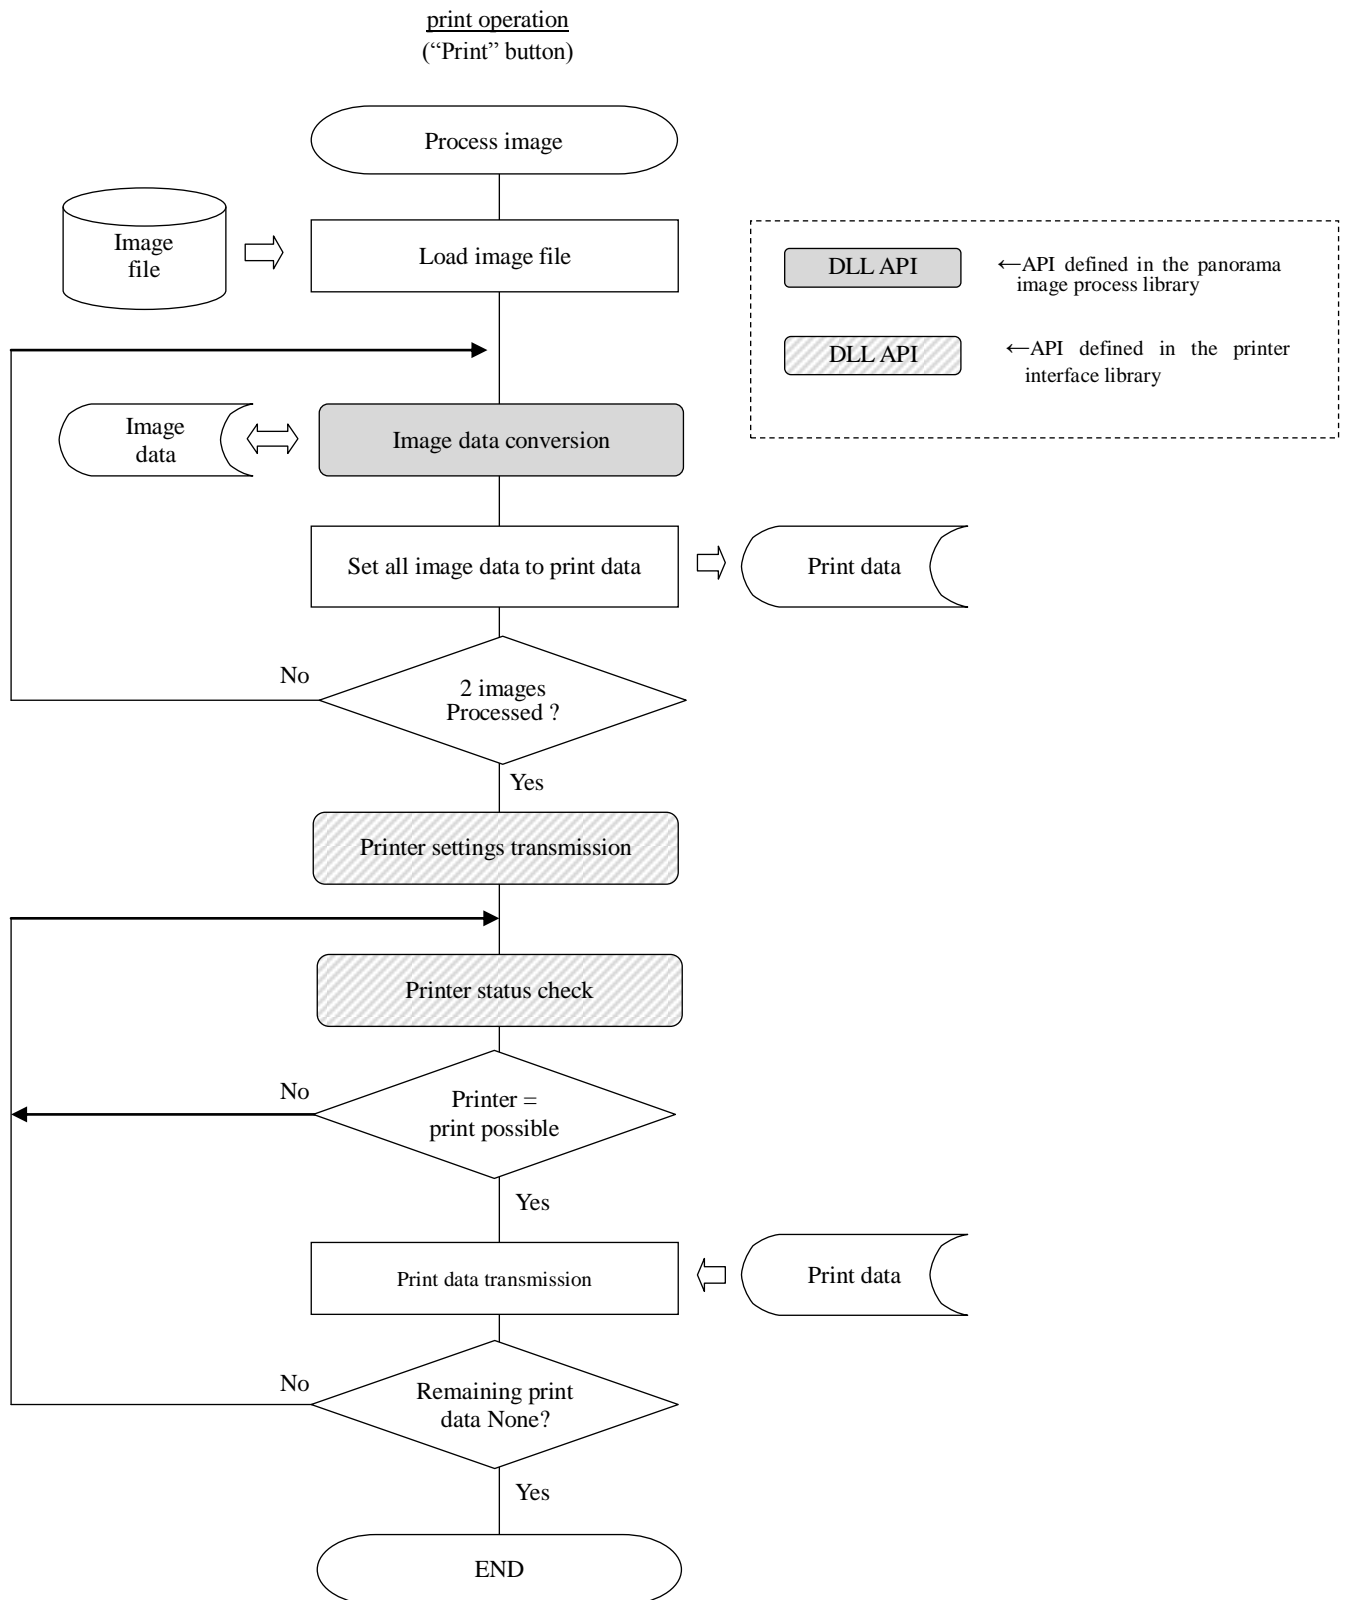 print operation
(“Print” button)
Process image
Image
file
Load image file
DLL API
←API defined in the panorama
image process library
DLL API
←API defined in the printer
interface library
Image
data
Image data conversion
Set all image data to print data
Print data
No
2 images
Processed ?
Yes
Printer settings transmission
Printer status check
No
Printer =
print possible
Yes
Print data transmission
Print data
No
Remaining print
data None?
Yes
END